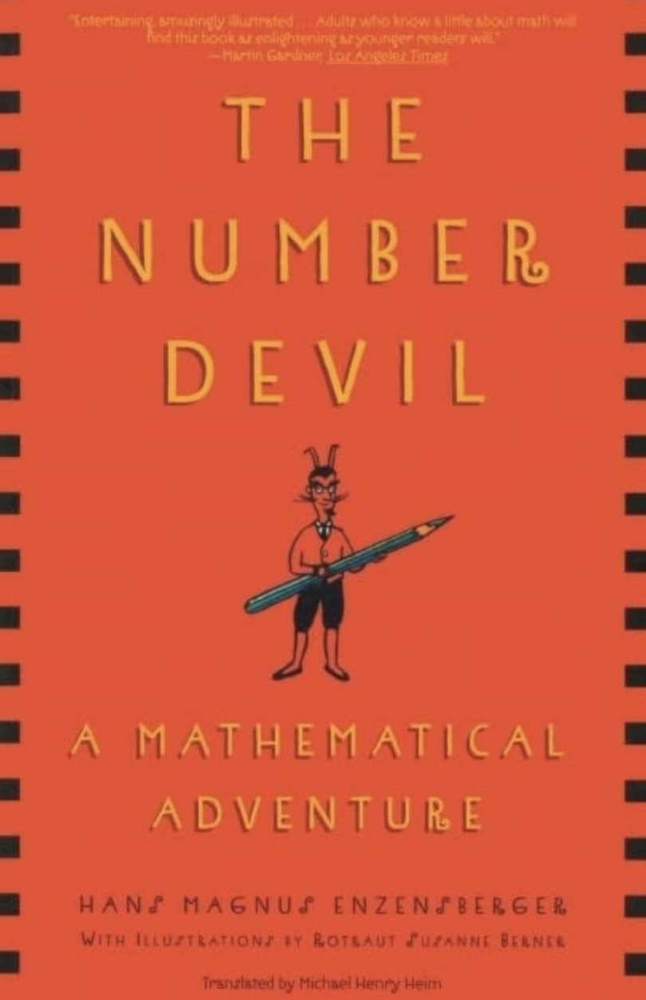 "Entertaining, amazingly illustrated . . . Adults who know a little about math will
find this book as enlightening as younger readers will."
—Martin Gardner, Los Angeles Times
THE
NUMBER
DEVIL
A MATHEMATICAL
ADVENTURE
HANS MAGNUS ENZENSBERGER
WITH ILLUSTRATIONS BY ROTRAUT SUSANNE BERNER
Translated by Michael Henry Heim